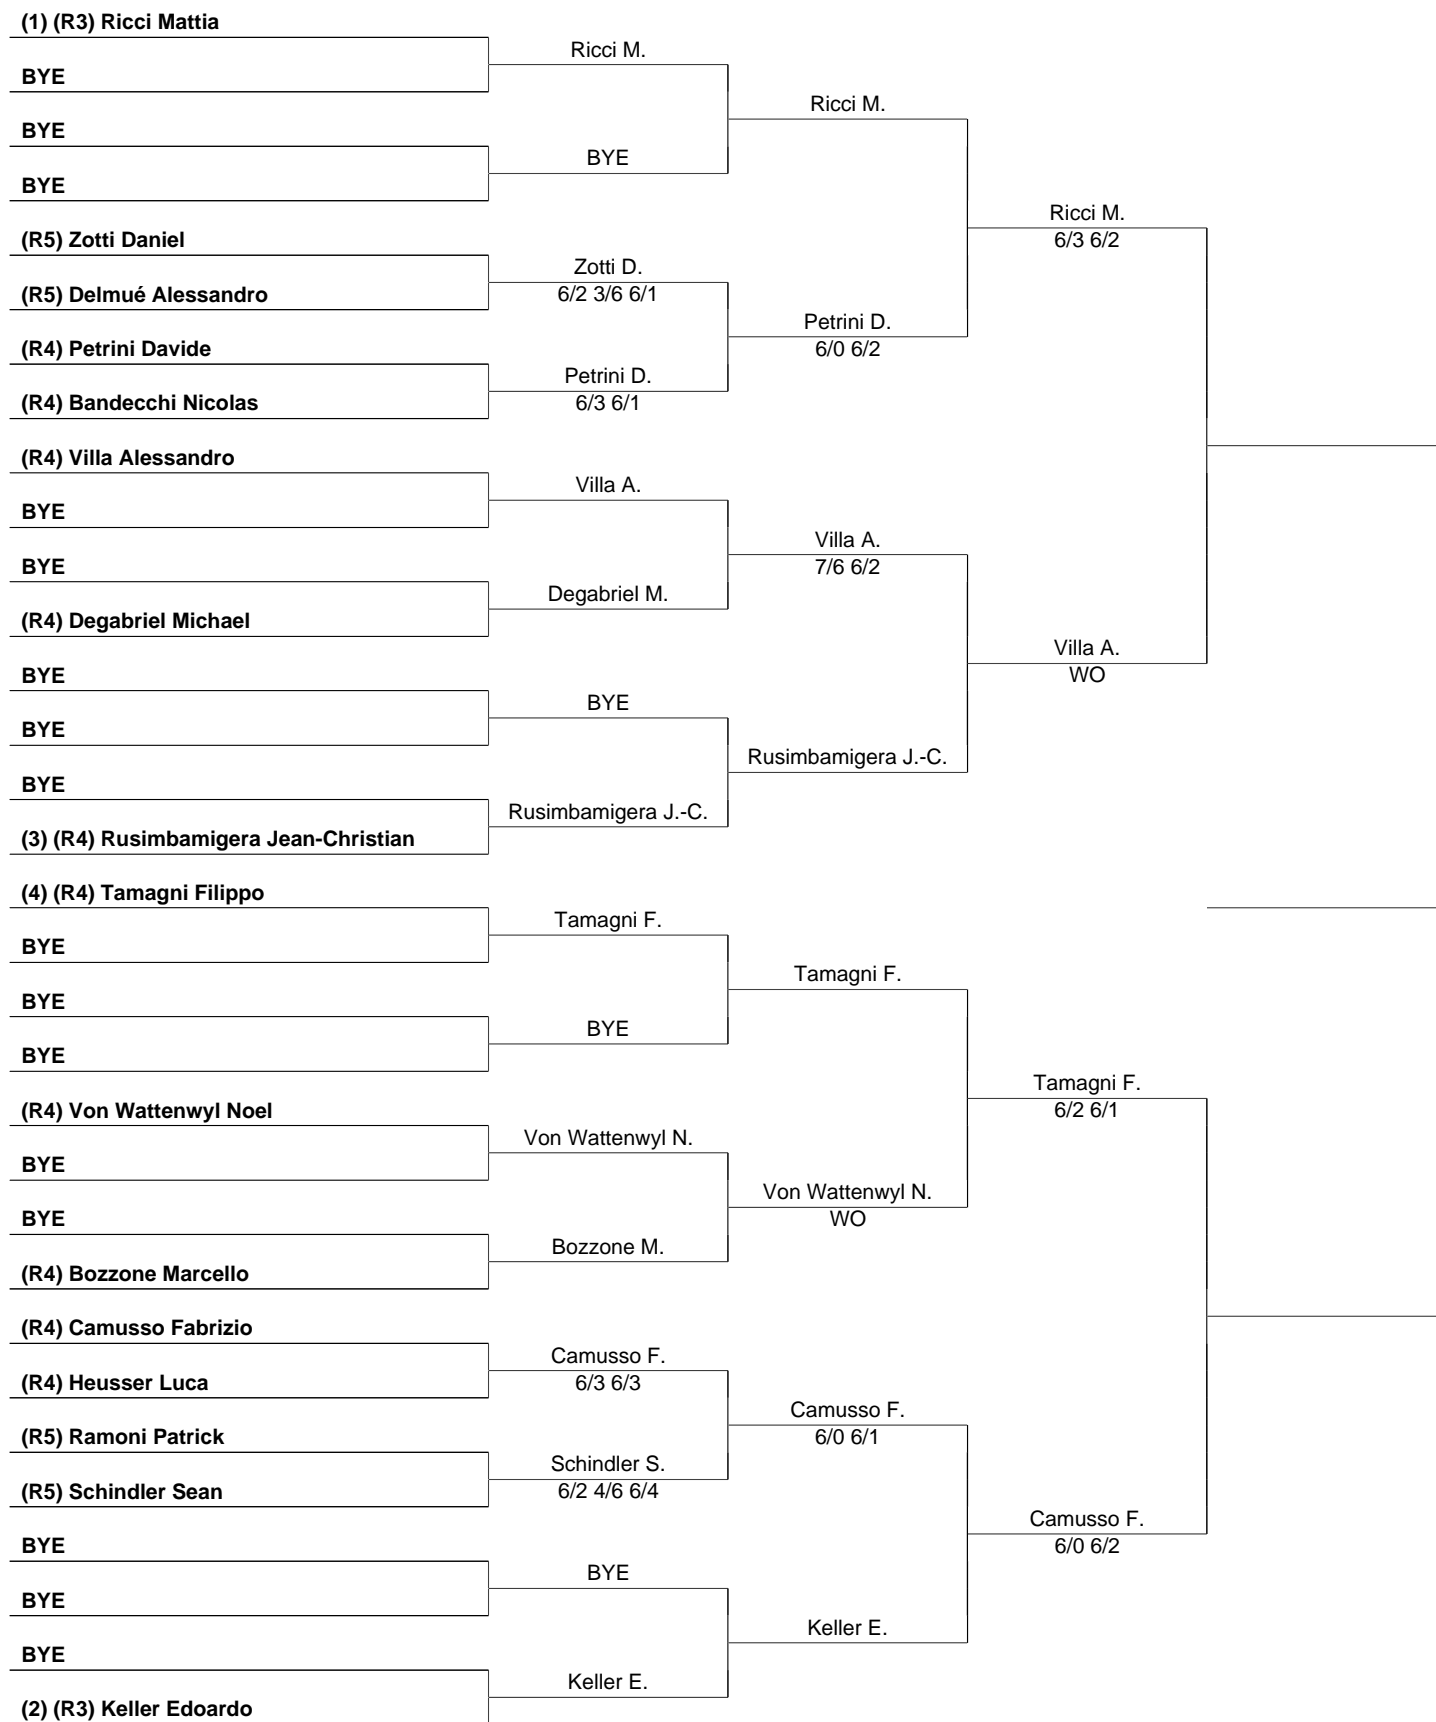 (1) (R3) Ricci Mattia
Ricci M.
BYE
Ricci M.
BYE
BYE
BYE
Ricci M.
6/3 6/2
(R5) Zotti Daniel
Zotti D.
6/2 3/6 6/1
(R5) Delmué Alessandro
Petrini D.
6/0 6/2
(R4) Petrini Davide
Petrini D.
6/3 6/1
(R4) Bandecchi Nicolas
(R4) Villa Alessandro
Villa A.
BYE
Villa A.
7/6 6/2
BYE
Degabriel M.
(R4) Degabriel Michael
Villa A.
WO
BYE
BYE
BYE
Rusimbamigera J.-C.
BYE
Rusimbamigera J.-C.
(3) (R4) Rusimbamigera Jean-Christian
(4) (R4) Tamagni Filippo
Tamagni F.
BYE
Tamagni F.
BYE
BYE
BYE
Tamagni F.
6/2 6/1
(R4) Von Wattenwyl Noel
Von Wattenwyl N.
BYE
Von Wattenwyl N.
WO
BYE
Bozzone M.
(R4) Bozzone Marcello
(R4) Camusso Fabrizio
Camusso F.
6/3 6/3
(R4) Heusser Luca
Camusso F.
6/0 6/1
(R5) Ramoni Patrick
Schindler S.
6/2 4/6 6/4
(R5) Schindler Sean
Camusso F.
6/0 6/2
BYE
BYE
BYE
Keller E.
BYE
Keller E.
(2) (R3) Keller Edoardo